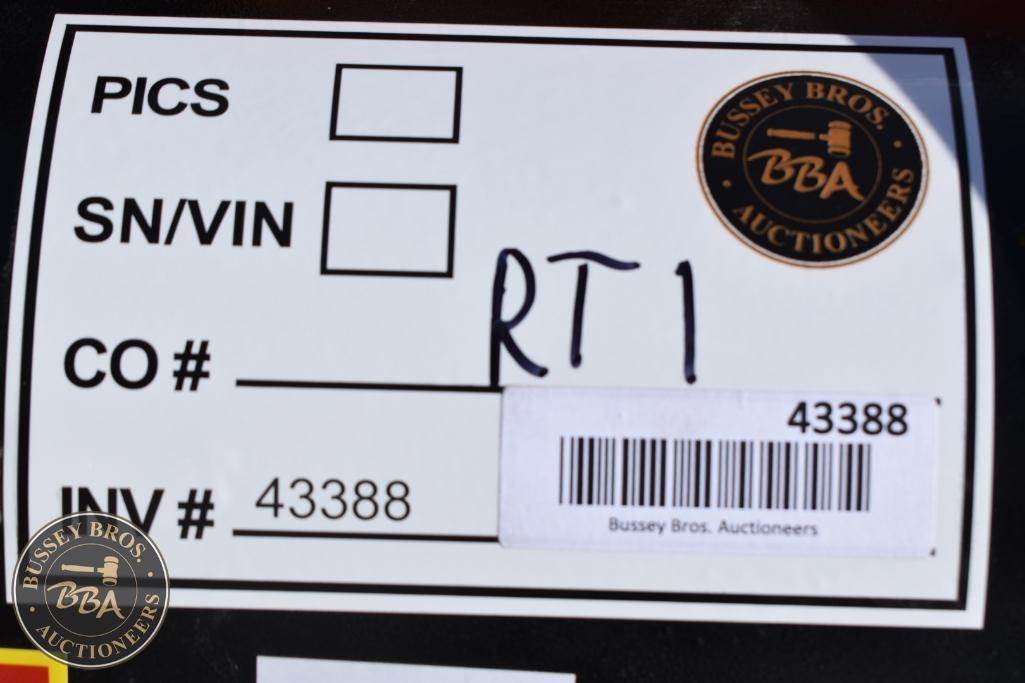 PICS
BUSSEY BROS.
BBA
AUCTIONEERS
SN/VIN
RT1
CO #
43388
INV # 43388
Bussey Bros. Auctioneers
BUSSEY BROS.
BBA
AUCTIONEERS